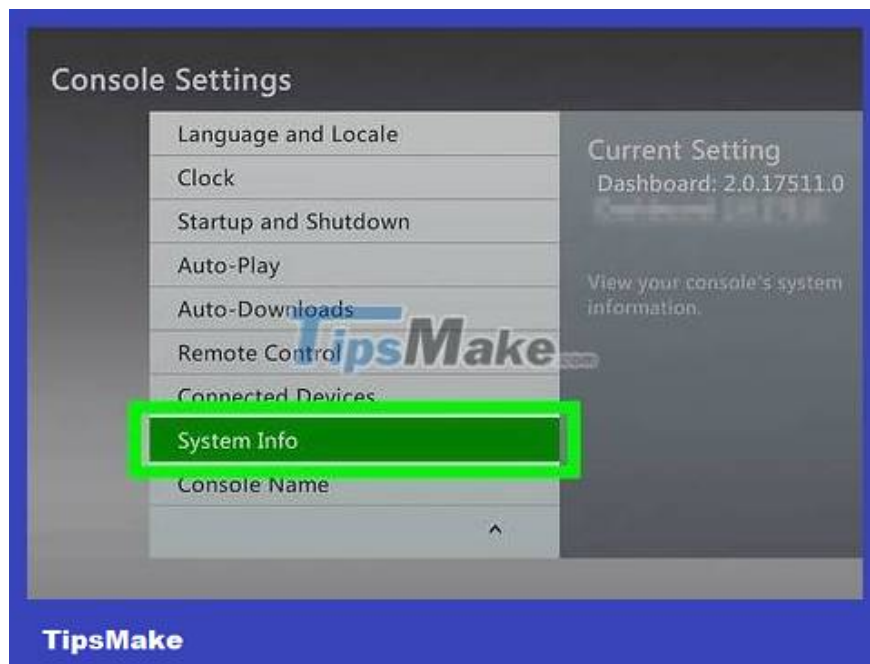 Console Settings
Language and Locale
Clock
Startup and Shutdown
Auto-Play
Auto-Downloads
Remote Control
Connected Devices
System Info
Console Name
Current Setting
Dashboard: 2.0.17511.0
View your console's system
information.
TipsMake.com
TipsMake